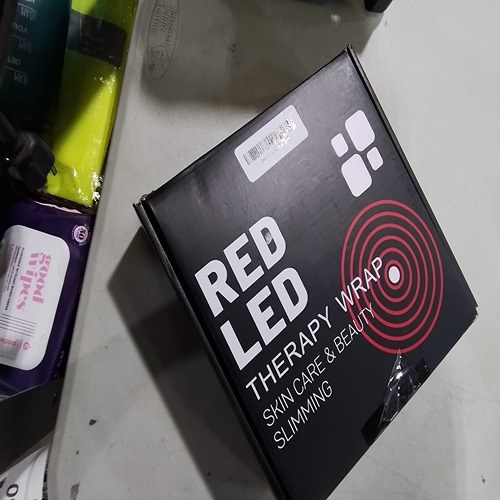 RED
LED
THERAPY WRAP
SKIN CARE & BEAUTY
SLIMMING
good
wipes